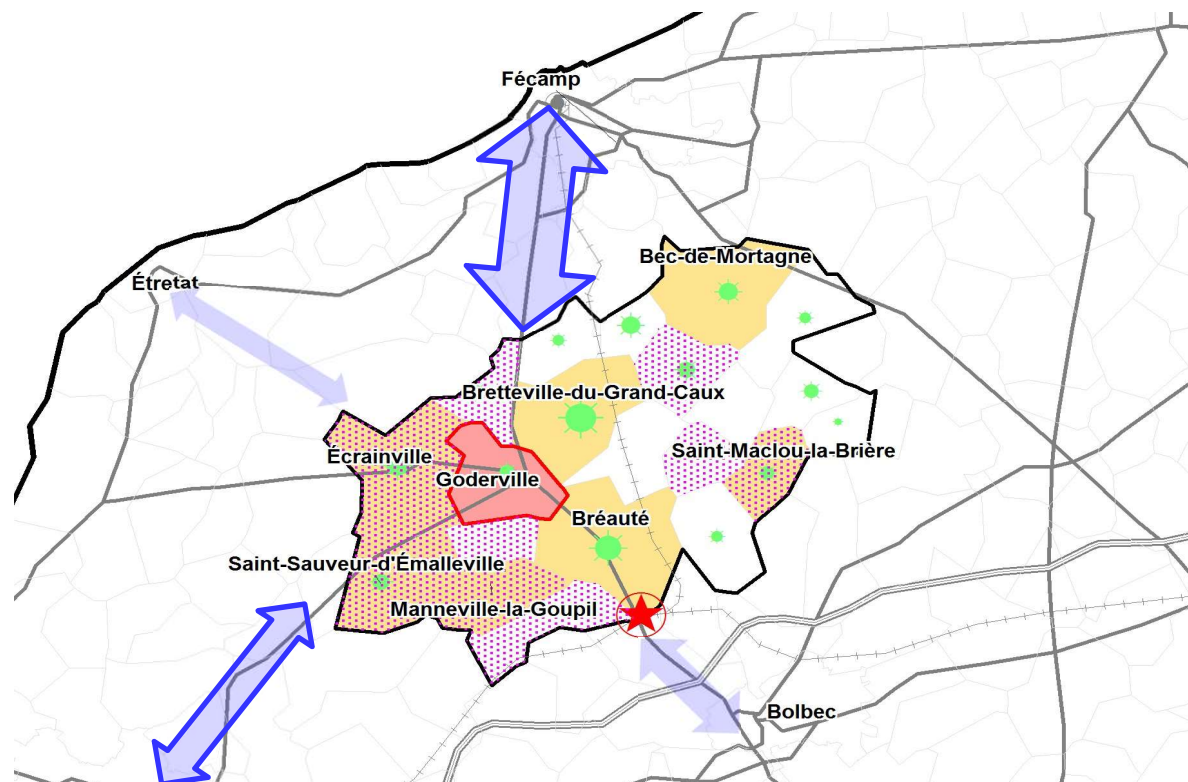 Fécamp
Bec-de-Mortagne
Étretat
Bretteville-du-Grand-Caux
Écrainville
Saint-Maclou-la-Brière
Goderville
Bréauté
Saint-Sauveur-d'Émalleville
Manneville-la-Goupil
Bolbec